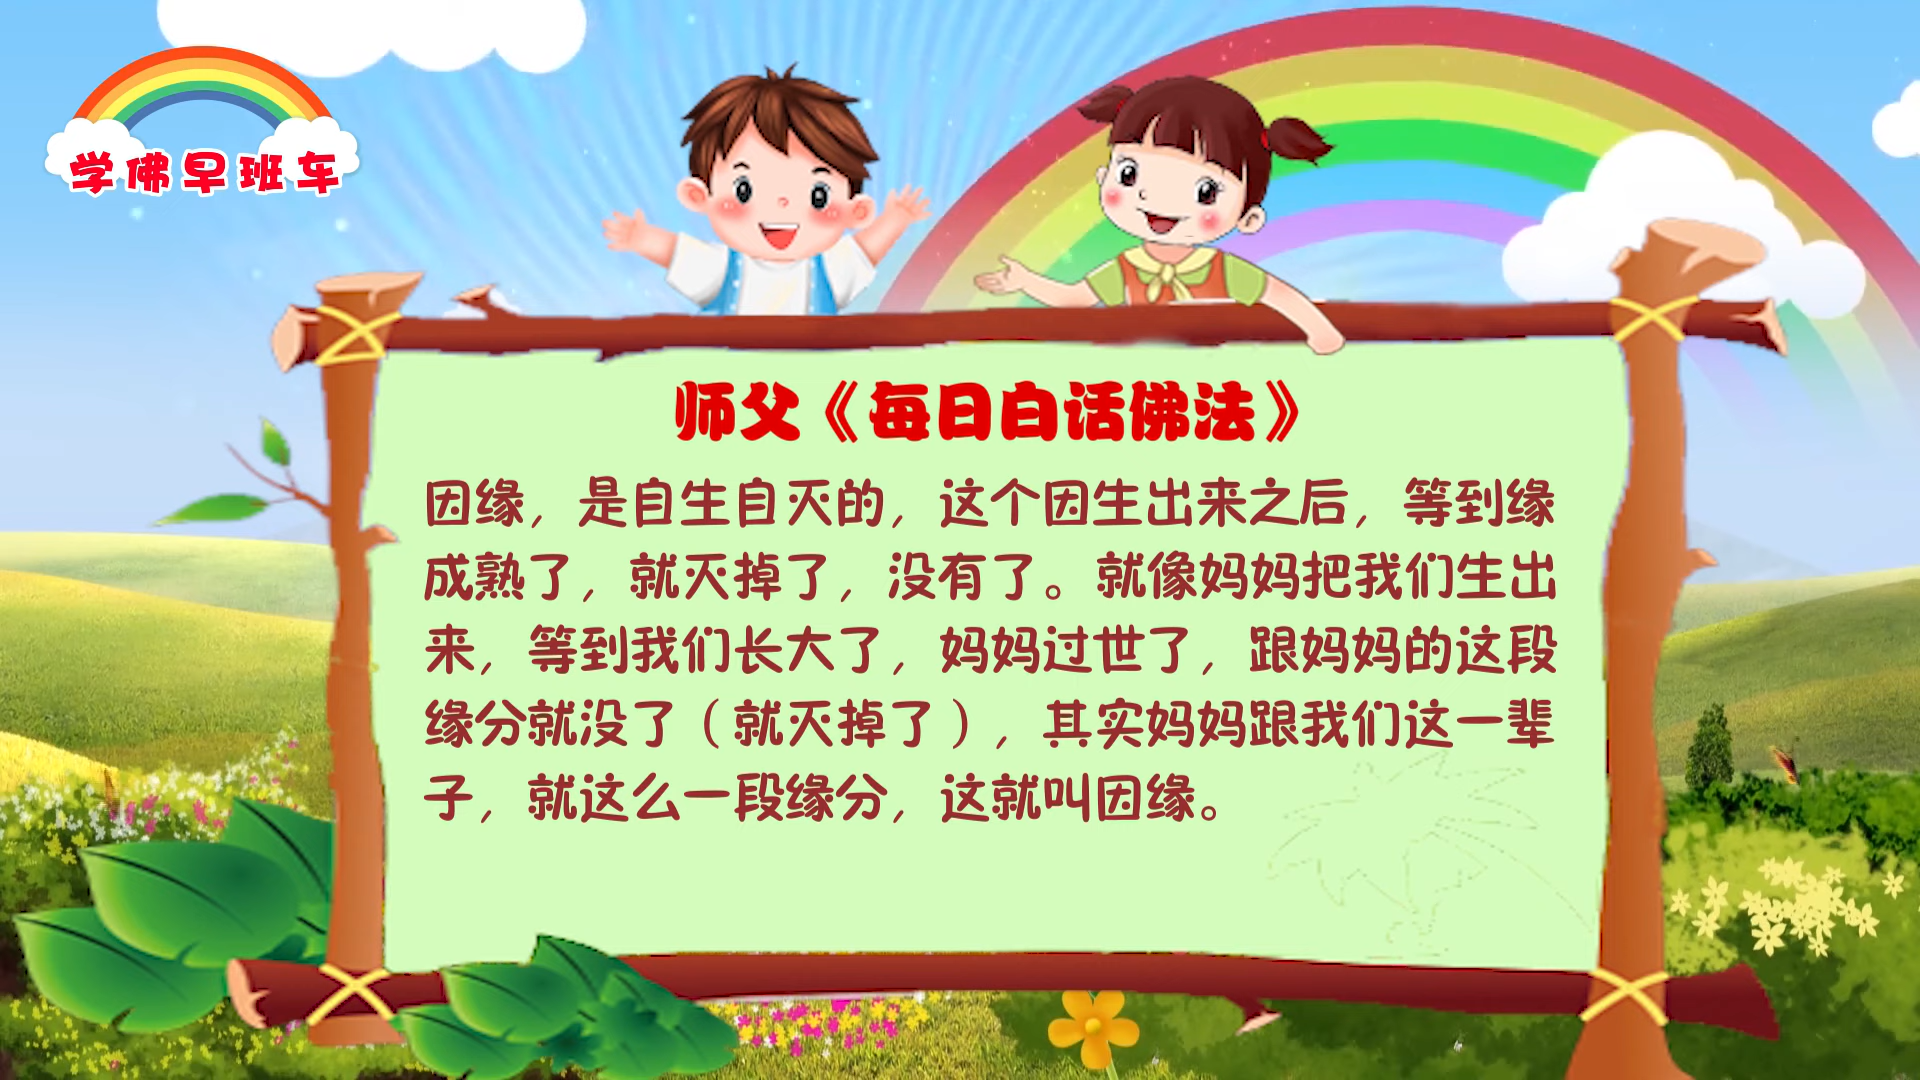 学佛早班车
师父《每日白话佛法》
因缘，是自生自灭的，这个因生出来之后，等到缘
成熟了，就灭掉了，没有了。就像妈妈把我们生出
来，等到我们长大了，妈妈过世了，跟妈妈的这段
缘分就没了（就灭掉了），其实妈妈跟我们这一辈
子，就这么一段缘分，这就叫因缘。